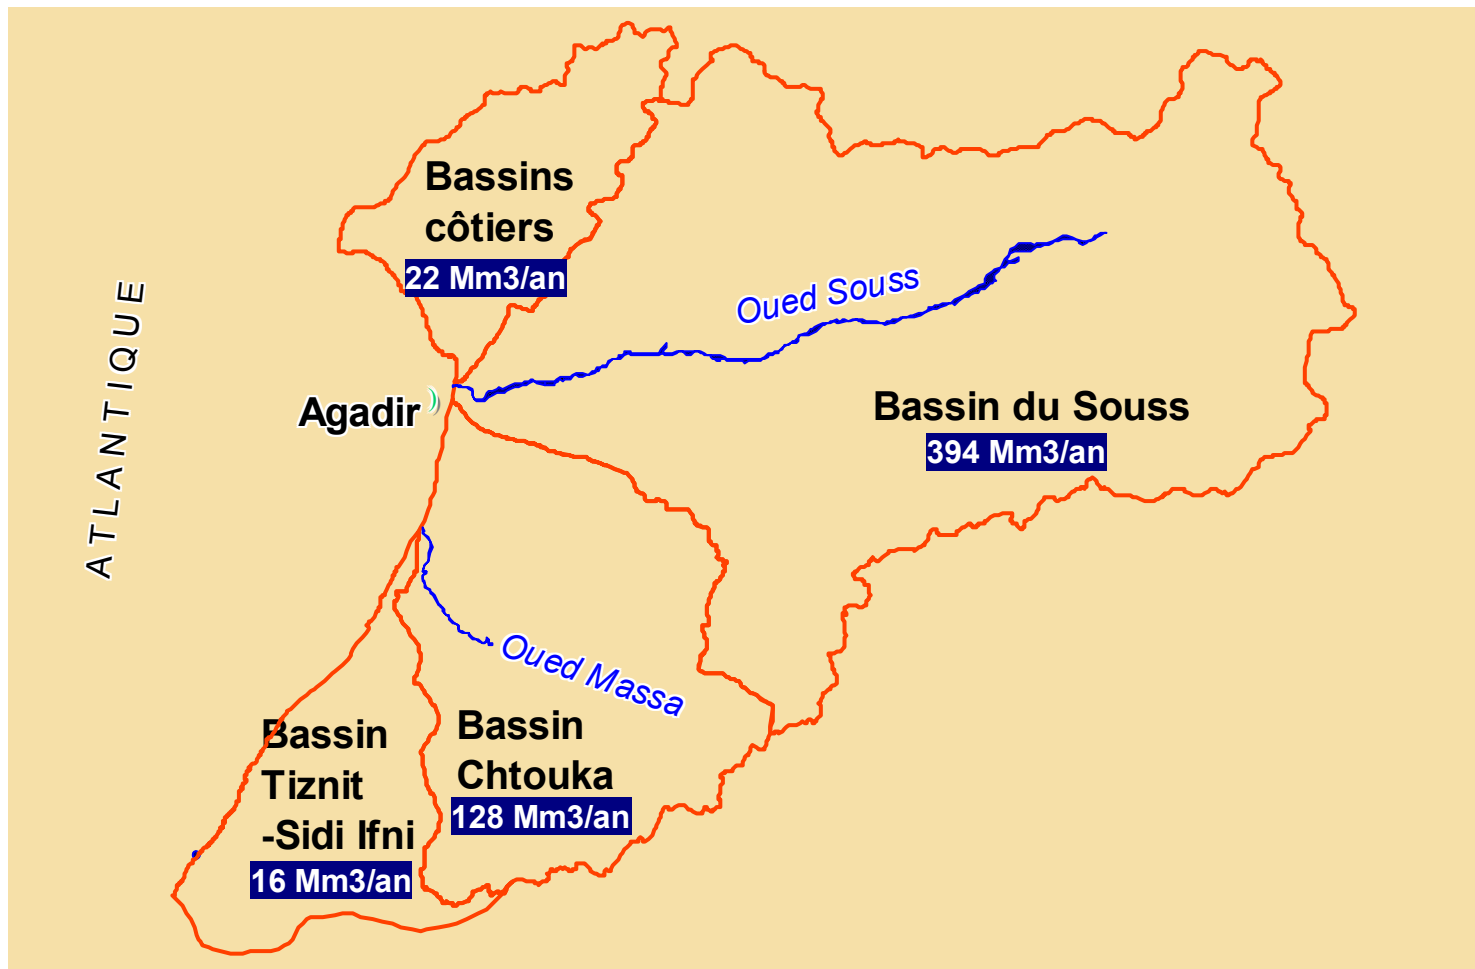 Bassins
côtiers
22 Mm3/an
Oued Souss
ATLANTIQUE
Agadir
Bassin du Souss
394 Mm3/an
Oued Massa
Bassin
Tiznit
-Sidi Ifni
16 Mm3/an
Bassin
Chtouka
128 Mm3/an